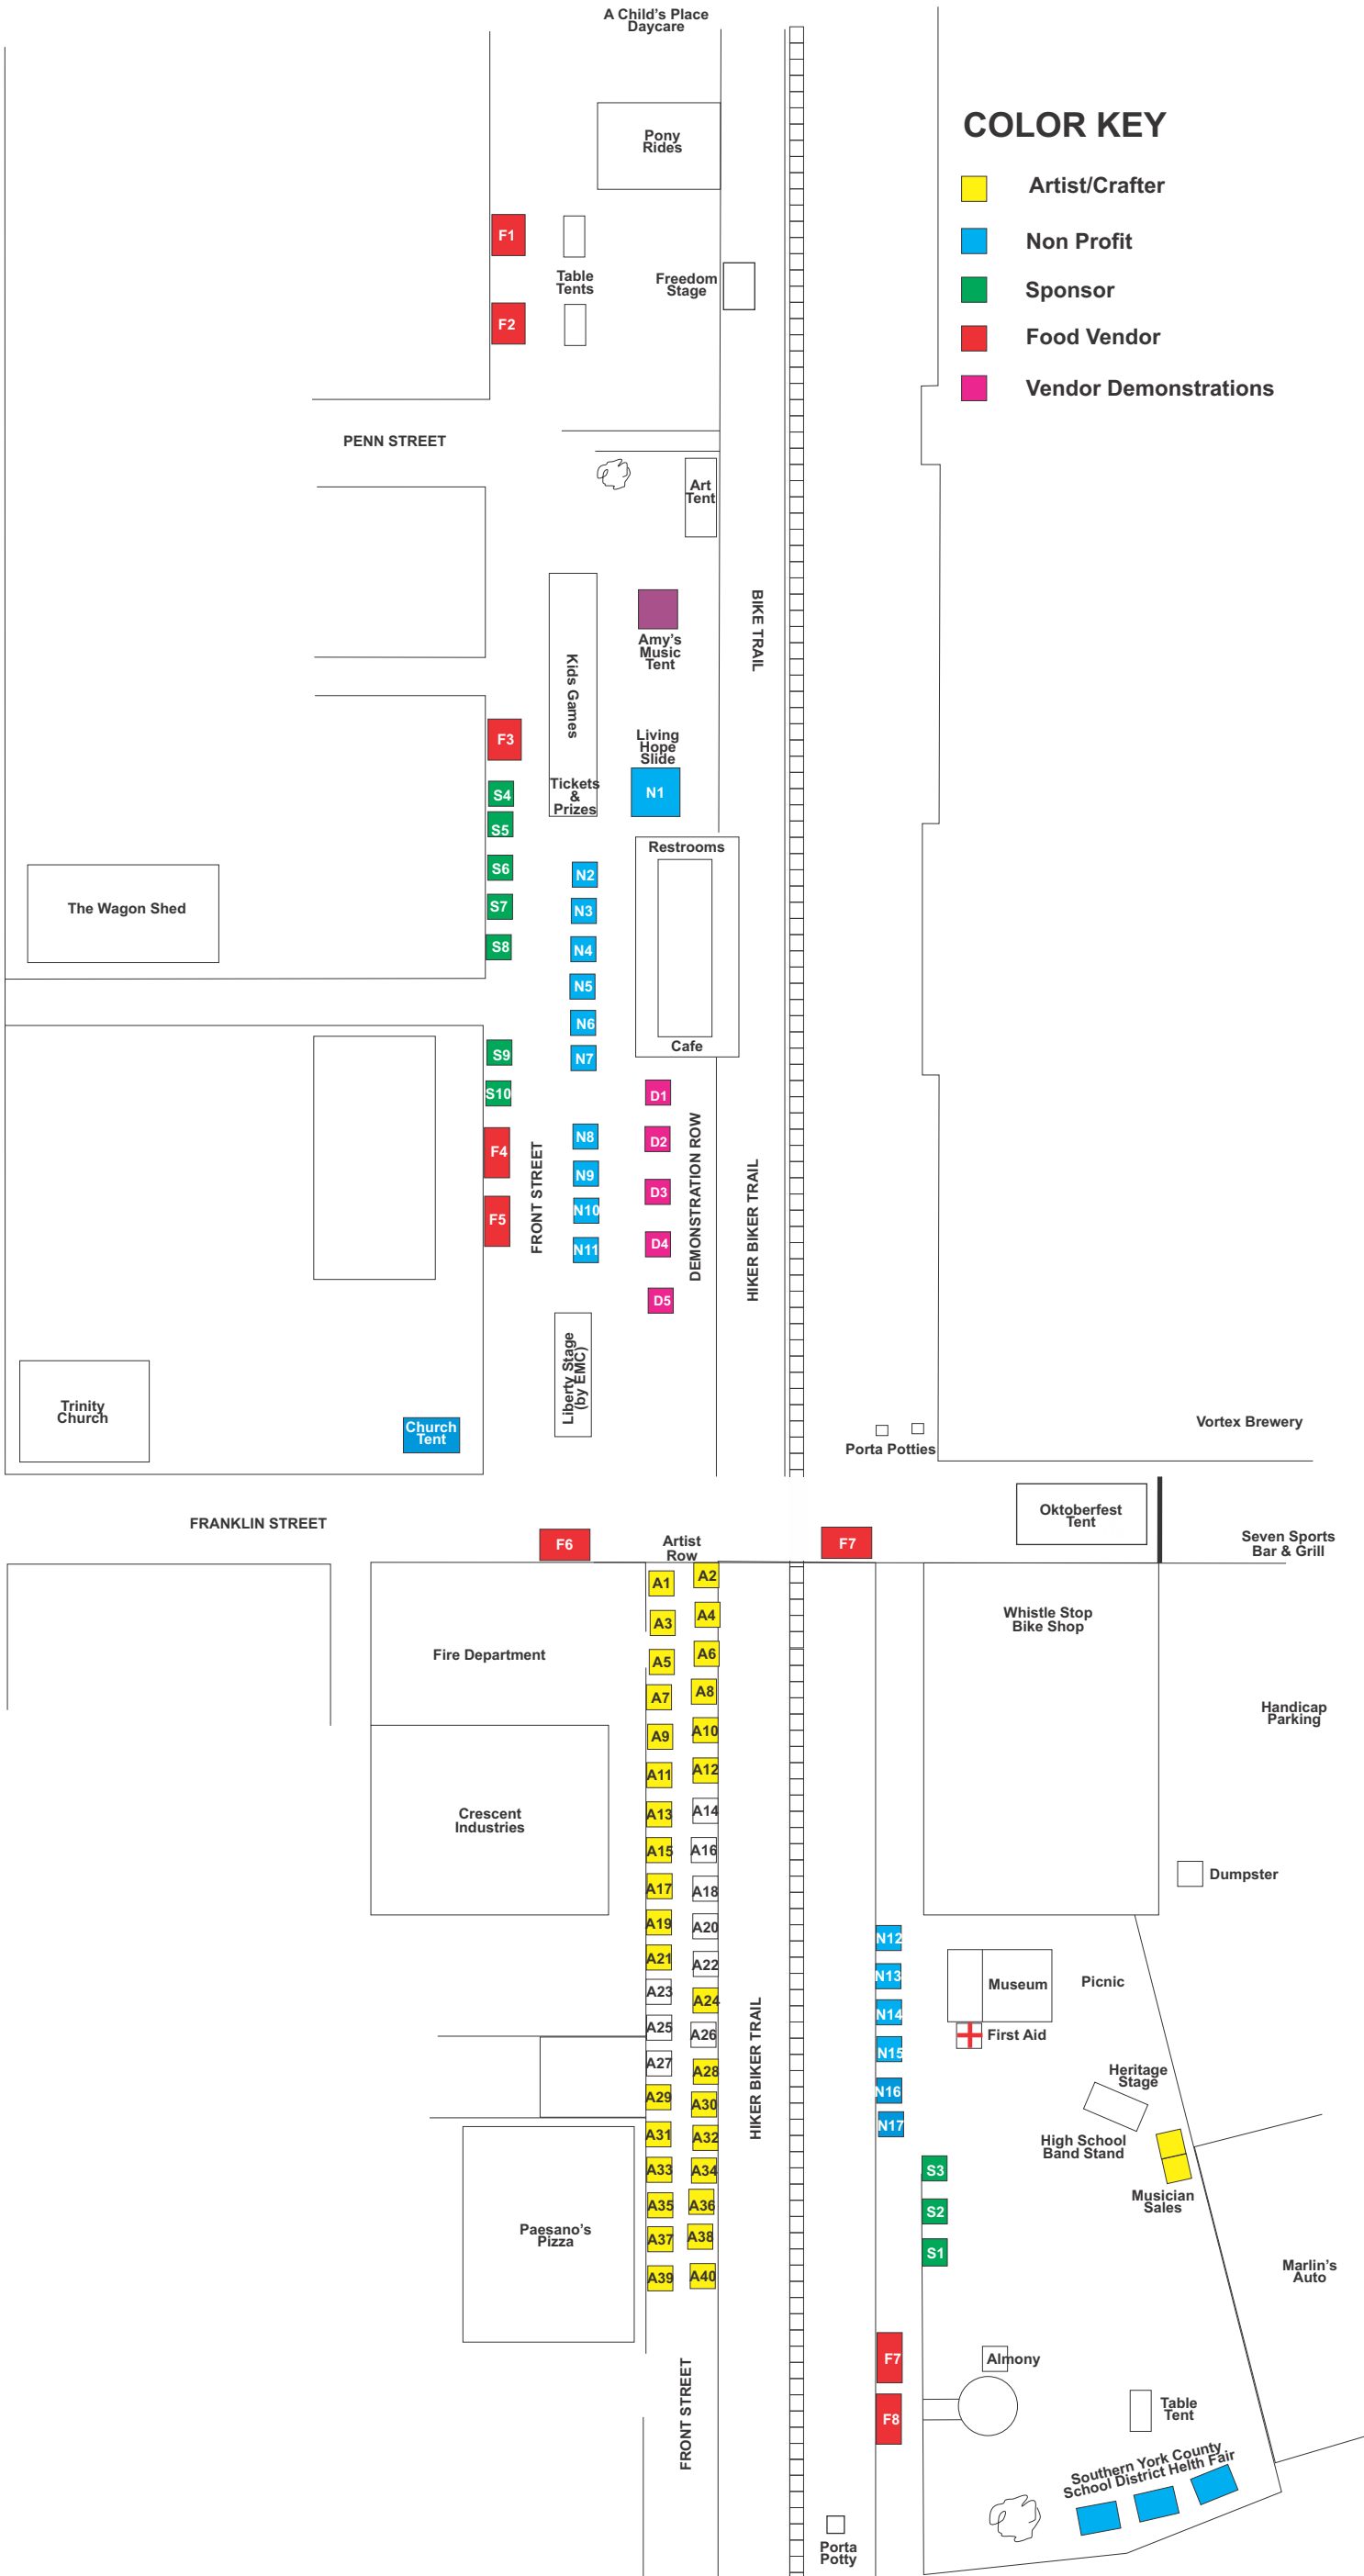 A Child's Place
Daycare
COLOR KEY
Artist/Crafter
Non Profit
Sponsor
Food Vendor
Vendor Demonstrations
Pony
Rides
F1
Table
Tents
Freedom
Stage
F2
PENN STREET
Art
Tent
BIKE TRAIL
Amy's
Music
Tent
Kids Games
F3
Living
Hope
Slide
N1
Tickets
&
Prizes
S4
S5
Restrooms
S6
N2
The Wagon Shed
S7
N3
S8
N4
N5
N6
N7
Cafe
S9
S10
D1
F4
N8
D2
N9
D3
F5
N10
D4
N11
D5
FRONT STREET
DEMONSTRATION ROW
HIKER BIKER TRAIL
Liberty Stage
(by EMC)
Trinity
Church
Church
Tent
Porta Potties
Vortex Brewery
FRANKLIN STREET
Oktoberfest
Tent
F6
Artist
Row
F7
Seven Sports
Bar & Grill
A1
A2
A3
A4
A5
A6
A7
A8
A9
A10
A11
A12
A13
A14
A15
A16
A17
A18
A19
A20
A21
A22
A23
A24
A25
A26
A27
A28
A29
A30
A31
A32
A33
A34
A35
A36
A37
A38
A39
A40
Fire Department
Whistle Stop
Bike Shop
Handicap
Parking
Crescent
Industries
Dumpster
N12
N13
N14
N15
N16
N17
Museum
Picnic
First Aid
HIKER BIKER TRAIL
Heritage
Stage
High School
Band Stand
Musician
Sales
S3
S2
S1
Paesano's
Pizza
Marlin's
Auto
F7
Almony
F8
Table
Tent
FRONT STREET
Southern York County
School District Helth Fair
Porta
Potty